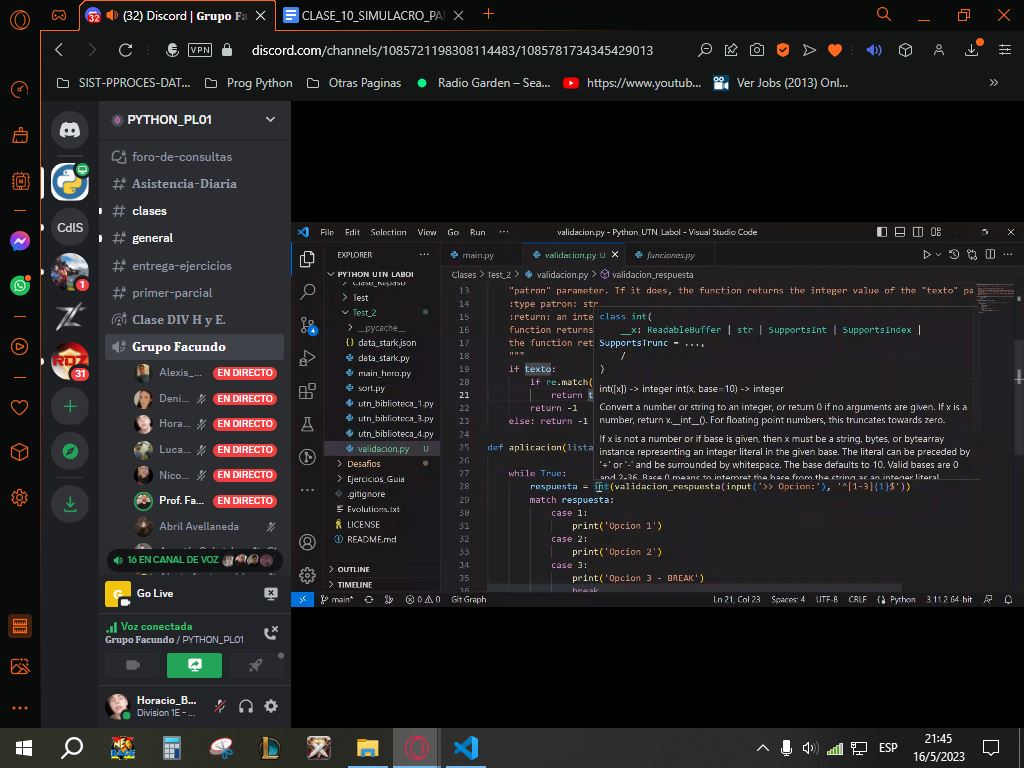 (32) Discord | Grupo Fa
CLASE_10_SIMULACRO_PA
VPN
discord.com/channels/1085721198308114483/1085781734345429013
SIST-PPROCES-DAT...
Prog Python
Otras Paginas
Radio Garden – Sea...
https://www.youtub...
Ver Jobs (2013) Onl...
PYTHON_PL01
foro-de-consultas
Asistencia-Diaria
clases
general
entrega-ejercicios
primer-parcial
Clase DIV H y E.
Grupo Facundo
Alexis_... EN DIRECTO
Deni... EN DIRECTO
Hora... EN DIRECTO
Luca... EN DIRECTO
Nico... EN DIRECTO
Prof. Fa... EN DIRECTO
Abril Avellaneda
16 EN CANAL DE VOZ
Go Live
Voz conectada
Grupo Facundo / PYTHON_PL01
Horacio_B...
Division 1E - ...
CdIS
1
31
32
File Edit Selection View Go Run ···
validacion.py - Python_UTN_Labol - Visual Studio Code
EXPLORER
PYTHON_UTN_LABOI
Clase_Repaso
Test
Test_2
__pycache__
data_stark.json
data_stark.py
main_hero.py
sort.py
utn_biblioteca_1.py
utn_biblioteca_3.py
utn_biblioteca_4.py
validacion.py U
Desafios
Ejercicios_Guia
.gitignore
Evolutions.txt
LICENSE
README.md
OUTLINE
TIMELINE
4
main.py
validacion.py U
funciones.py
Clases > Test_2 > validacion.py > validacion_respuesta
13 "patron" parameter. If it does, the function returns the integer value of the "texto" pa
14 :type patron: str
15 :return: an inte
16 function returns
17 the function ret
18 """
19 if texto:
20 if re.match(
21 return t
22 return -1
23 else: return -1
24
25 def aplicacion(lista
26
27 while True:
28 respuesta = int(validacion_respuesta(input('>> Opcion:'), '^[1-3]{1}$'))
29 match respuesta:
30 case 1:
31 print('Opcion 1')
32 case 2:
33 print('Opcion 2')
34 case 3:
35 print('Opcion 3 - BREAK')
36 break
class int(
__x: ReadableBuffer | str | SupportsInt | SupportsIndex |
SupportsTrunc = ...,
/
)
int([x]) -> integer int(x, base=10) -> integer
Convert a number or string to an integer, or return 0 if no arguments are given. If x is a
number, return x.__int__(). For floating point numbers, this truncates towards zero.
If x is not a number or if base is given, then x must be a string, bytes, or bytearray
instance representing an integer literal in the given base. The literal can be preceded by
'+' or '-' and be surrounded by whitespace. The base defaults to 10. Valid bases are 0
and 2-36. Base 0 means to interpret the base from the string as an integer literal.
main*
0 0
Git Graph
Ln 21, Col 23
Spaces: 4
UTF-8
CRLF
Python
3.11.2 64-bit
ESP
21:45
16/5/2023